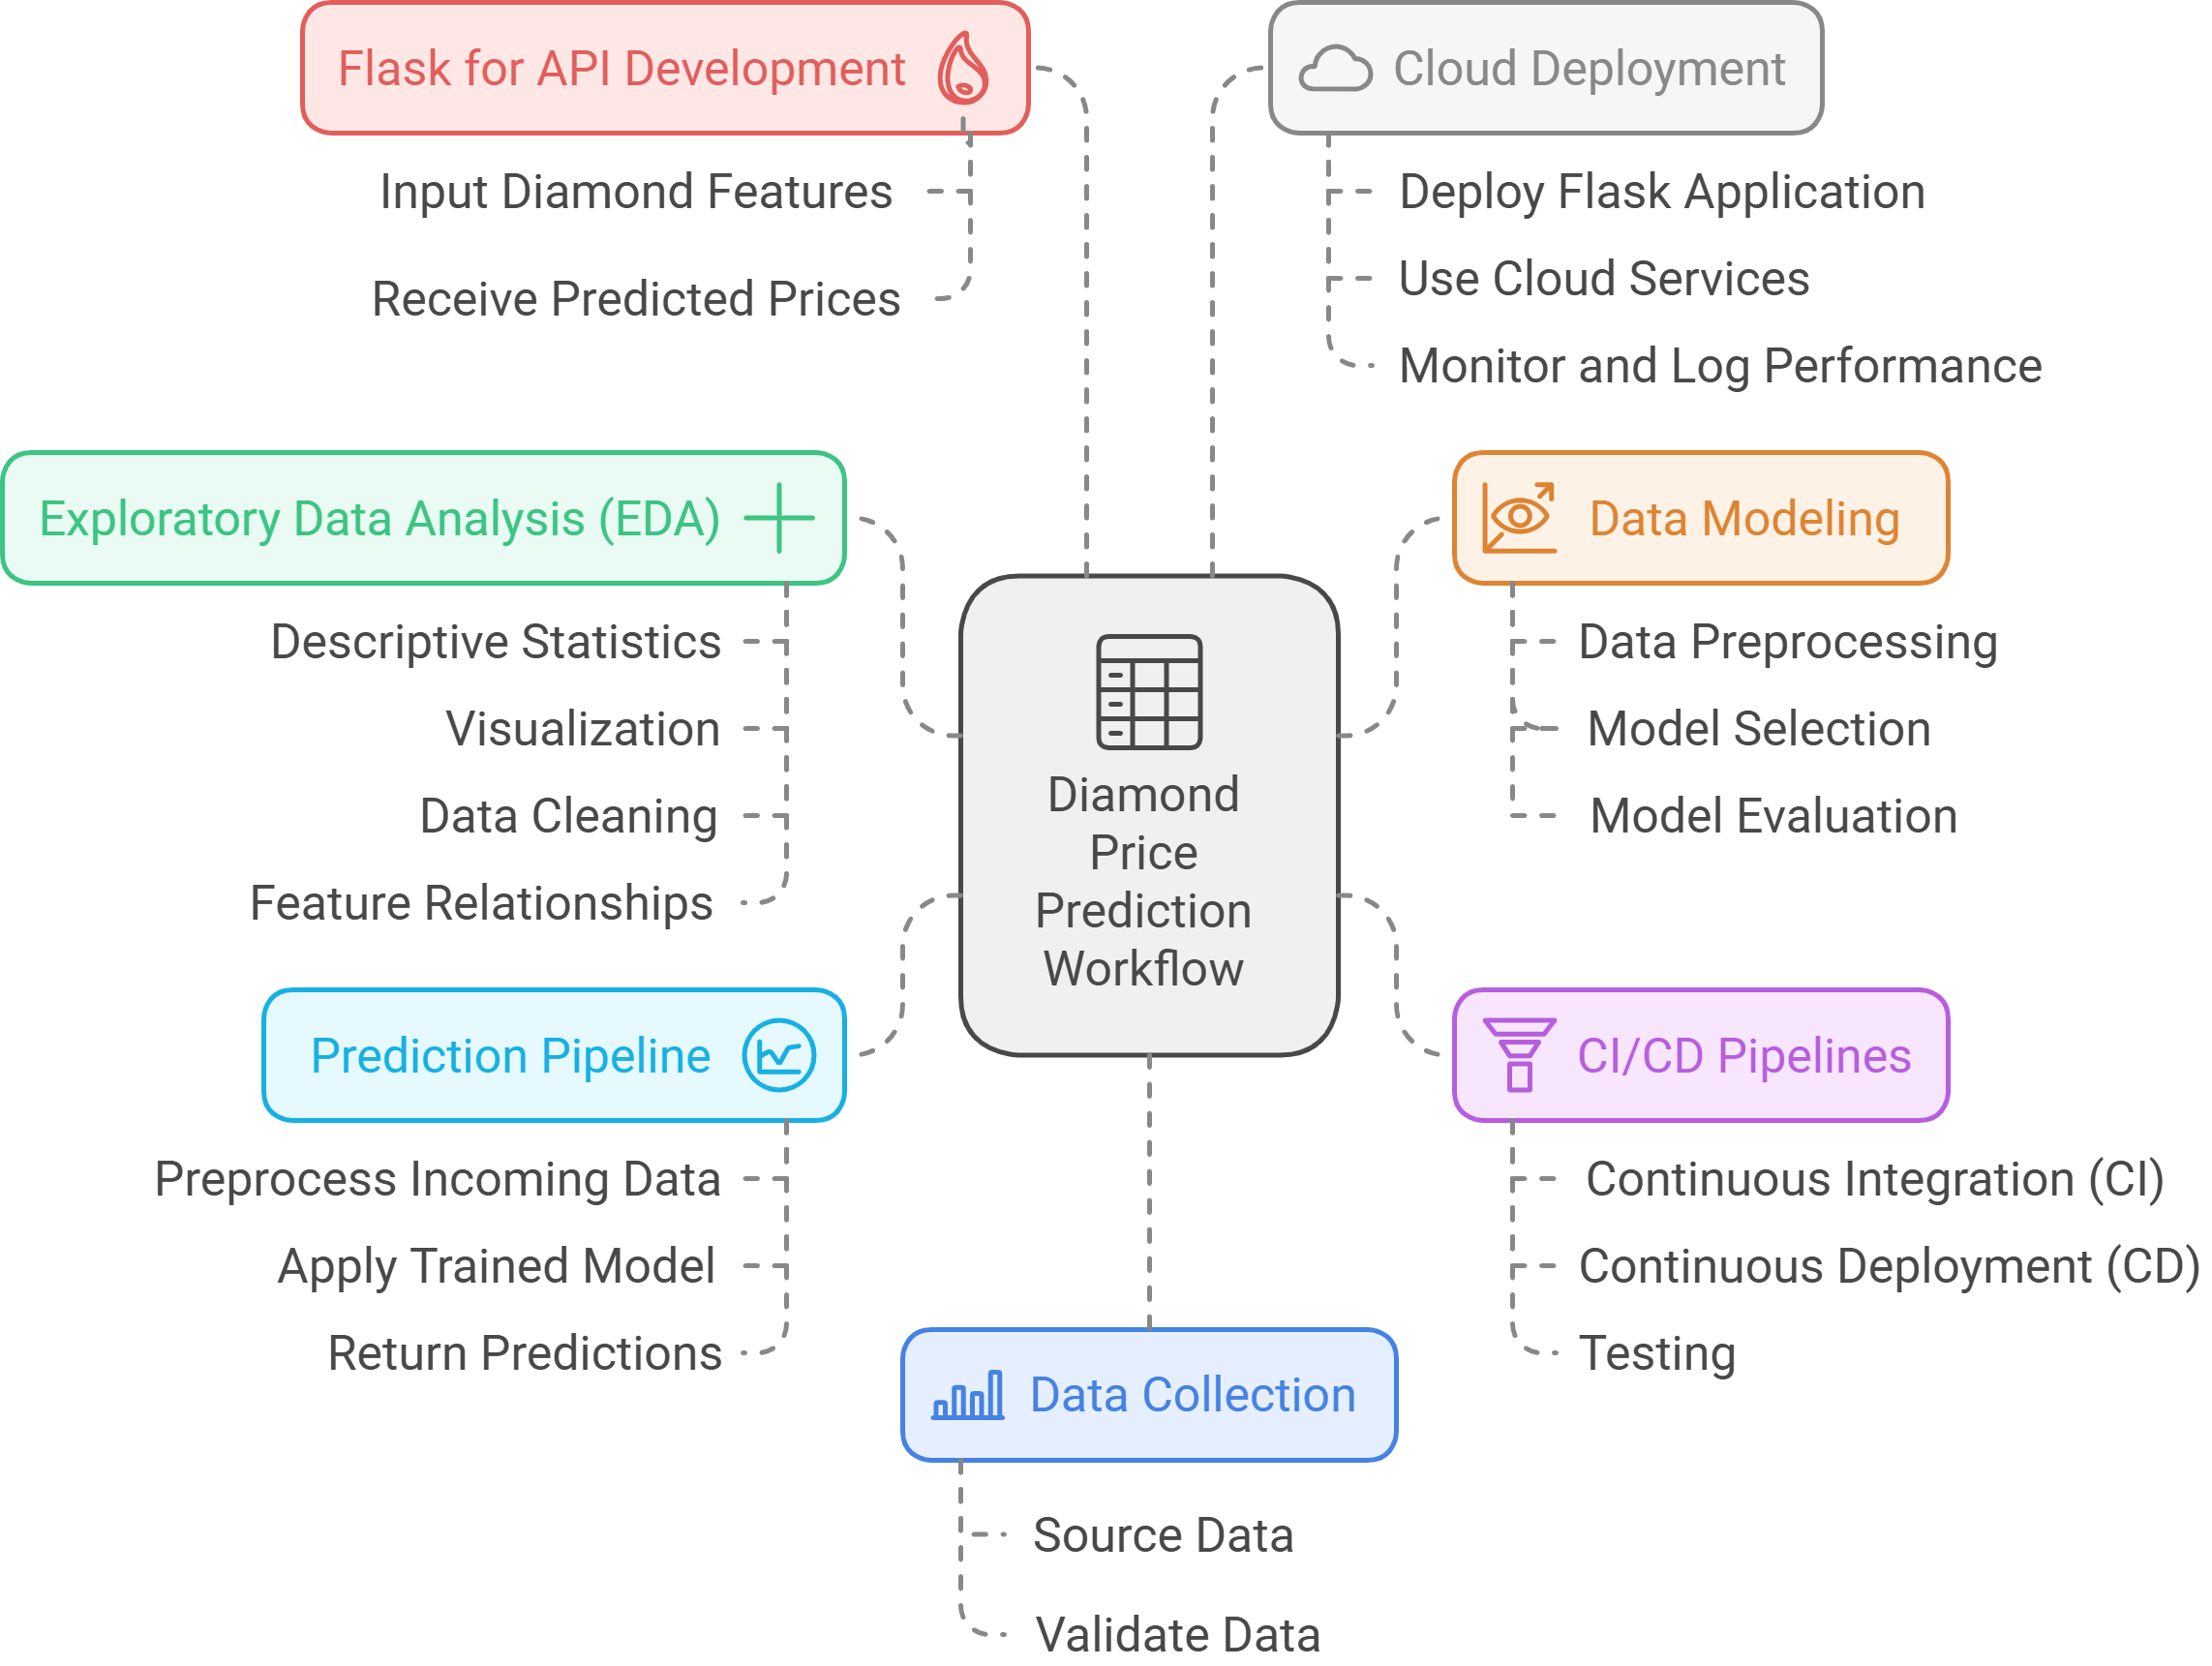 Flask for API Development
Input Diamond Features
Receive Predicted Prices
Cloud Deployment
Deploy Flask Application
Use Cloud Services
Monitor and Log Performance
Exploratory Data Analysis (EDA)
Descriptive Statistics
Visualization
Data Cleaning
Feature Relationships
Data Modeling
Data Preprocessing
Model Selection
Model Evaluation
Diamond
Price
Prediction
Workflow
Prediction Pipeline
Preprocess Incoming Data
Apply Trained Model
Return Predictions
CI/CD Pipelines
Continuous Integration (CI)
Continuous Deployment (CD)
Testing
Data Collection
Source Data
Validate Data